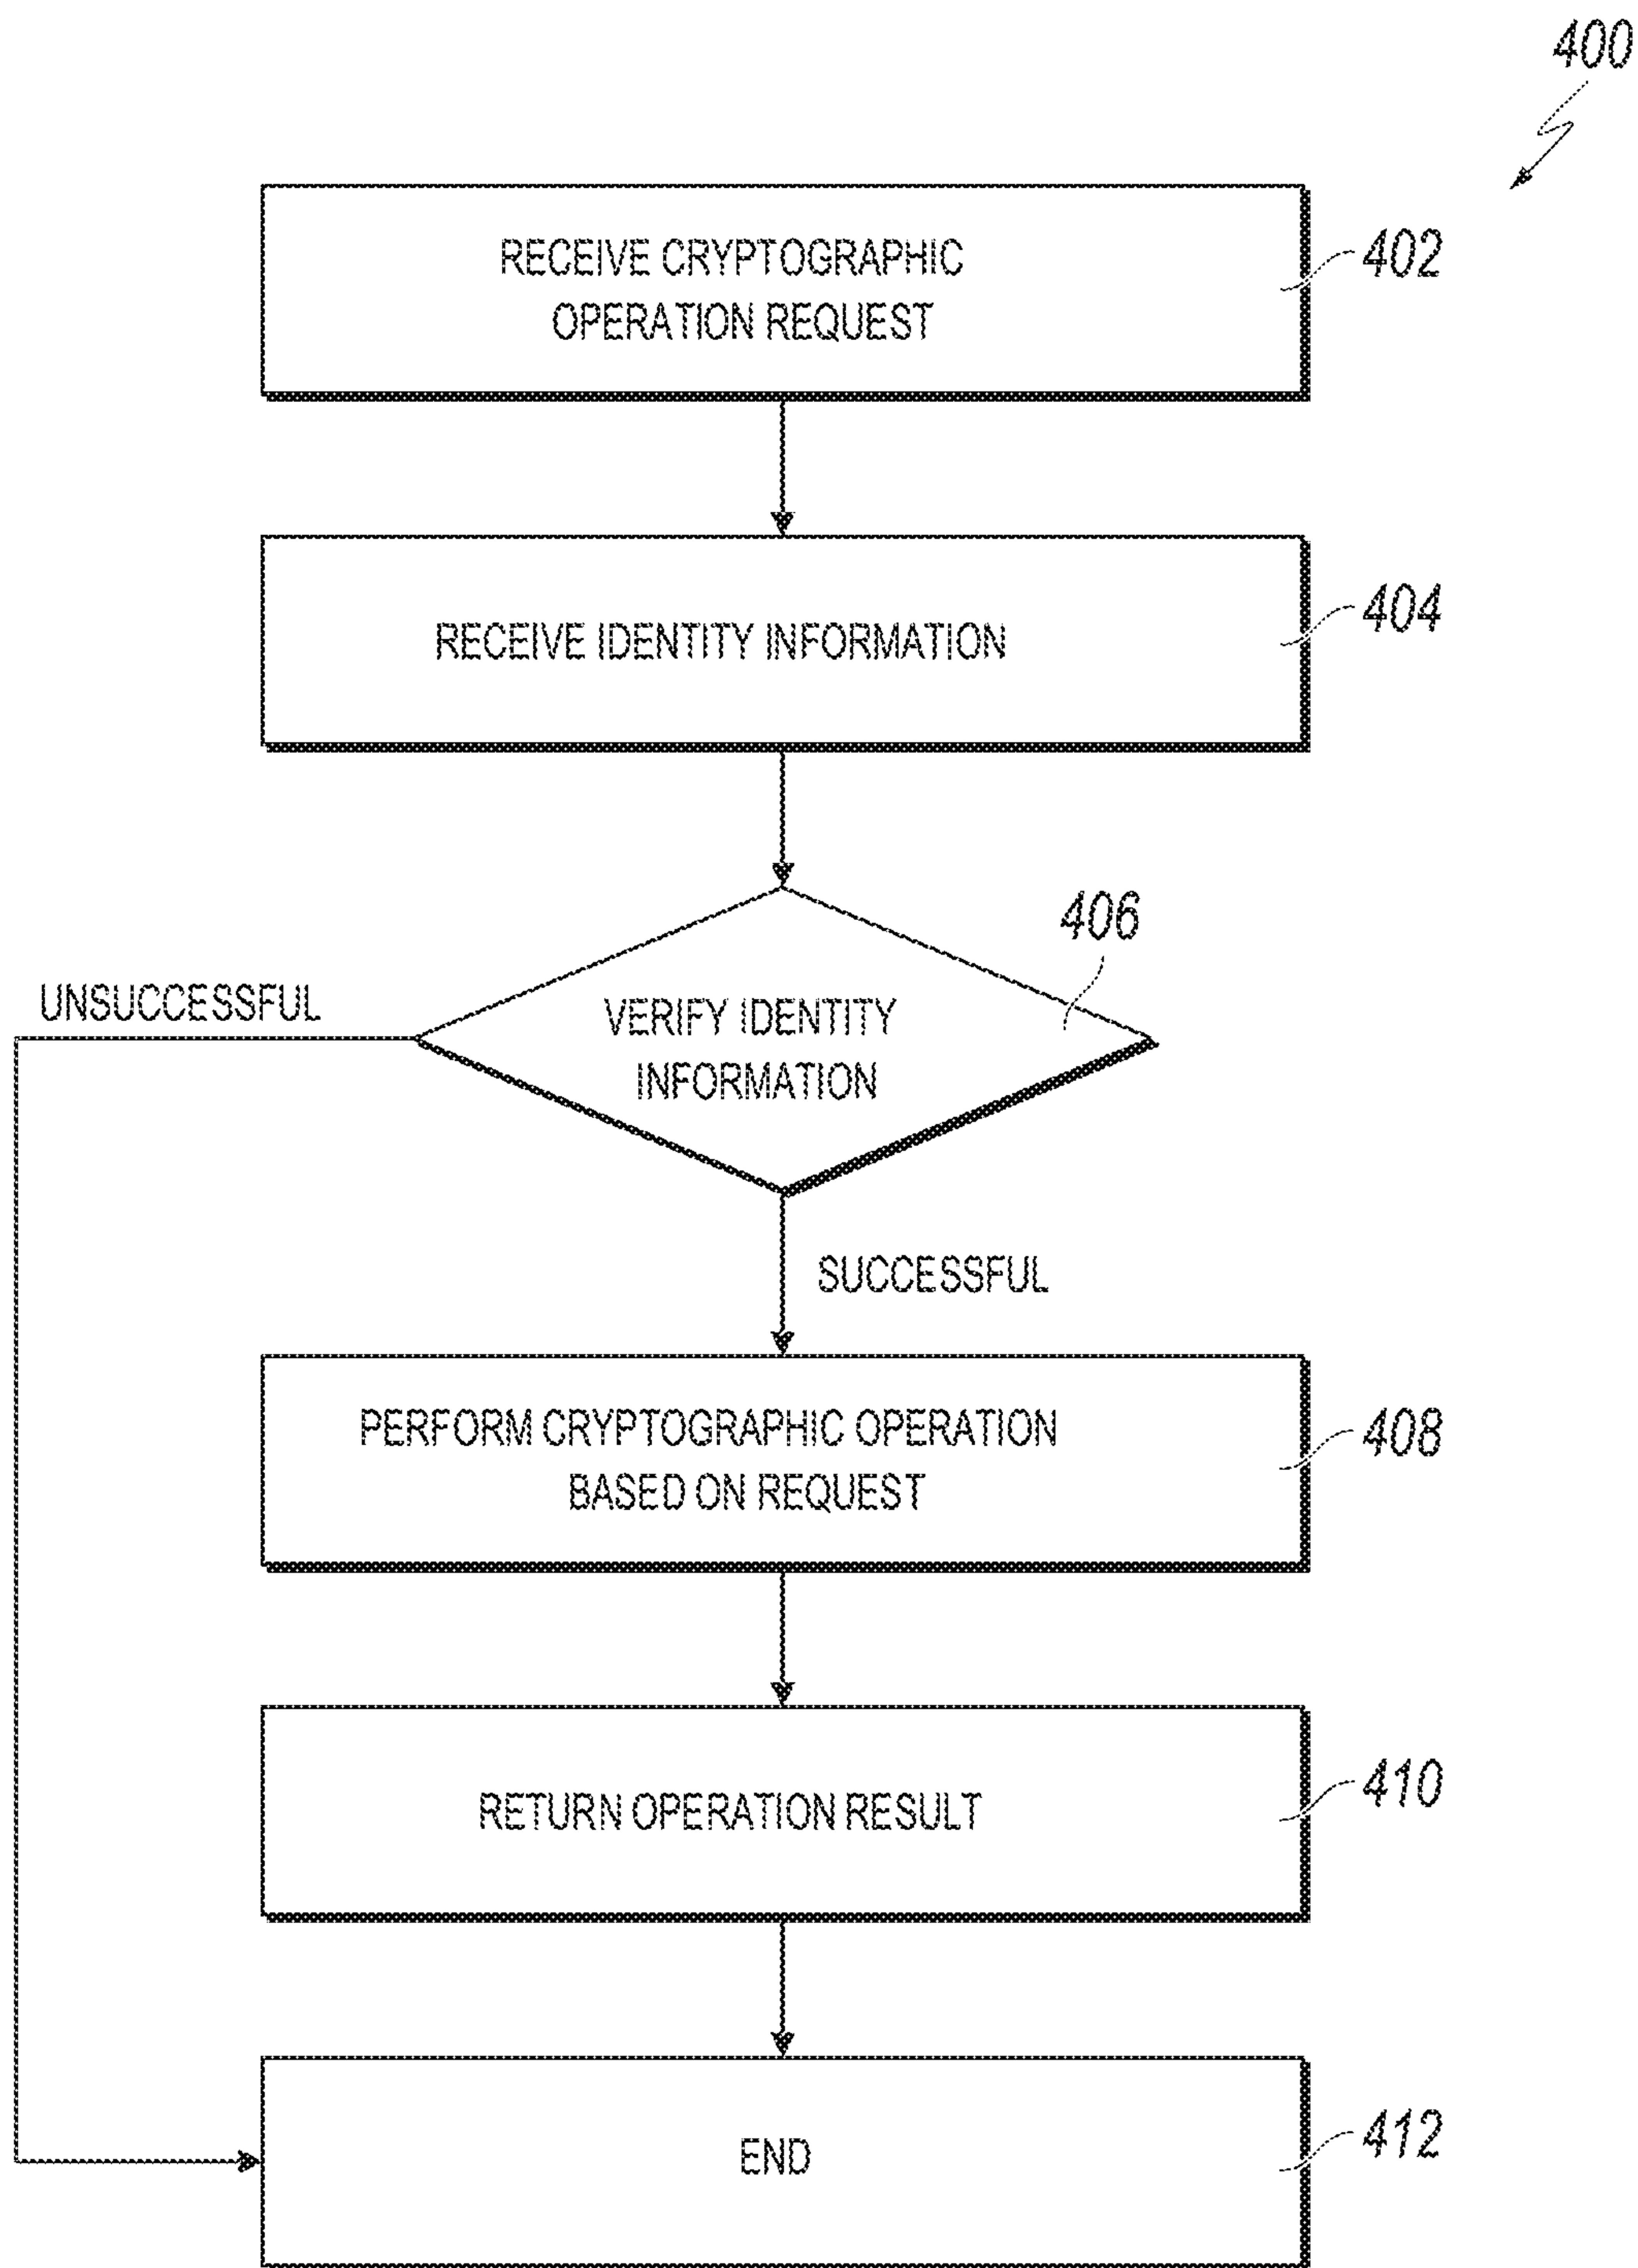 400
RECEIVE CRYPTOGRAPHIC
OPERATION REQUEST
402
RECEIVE IDENTITY INFORMATION
404
406
UNSUCCESSFUL
VERIFY IDENTITY
INFORMATION
SUCCESSFUL
PERFORM CRYPTOGRAPHIC OPERATION
BASED ON REQUEST
408
RETURN OPERATION RESULT
410
END
412